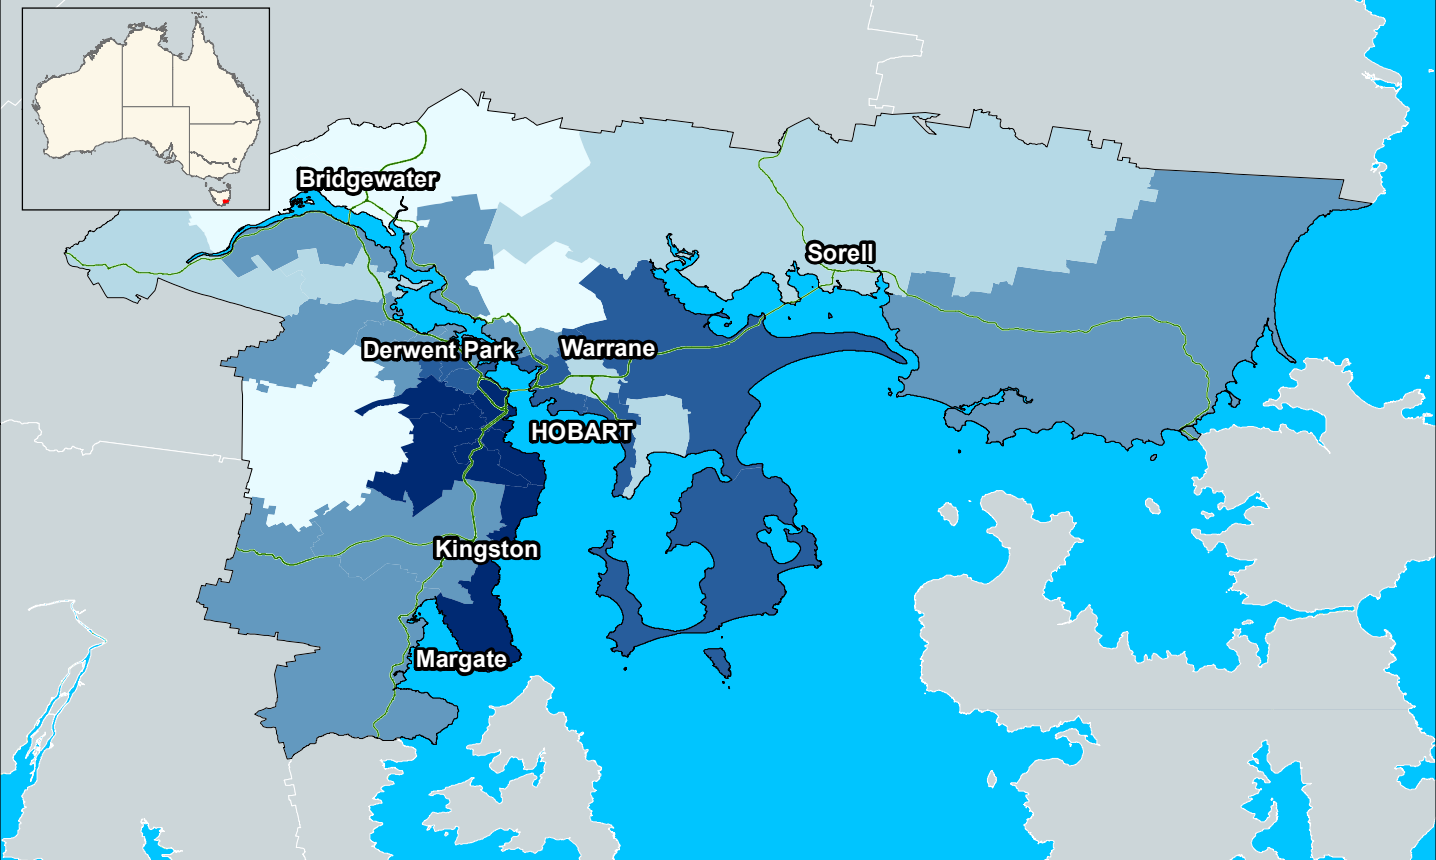 Bridgewater
Sorell
Derwent Park
Warrane
HOBART
Kingston
Margate